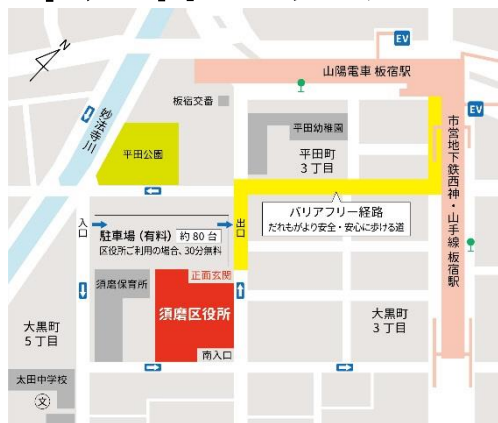 N
EV
山陽電車 板宿駅
板宿交番
EV
妙法寺川
平田幼稚園
平田公園
平田町
3丁目
市営地下鉄西神・山手線 板宿駅
バリアフリー経路
だれもがより安全・安心に歩ける道
入口
出口
駐車場(有料) 約80台
区役所ご利用の場合、30分無料
正面玄関
須磨保育所
須磨区役所
大黒町
3丁目
大黒町
5丁目
南入口
太田中学校
文